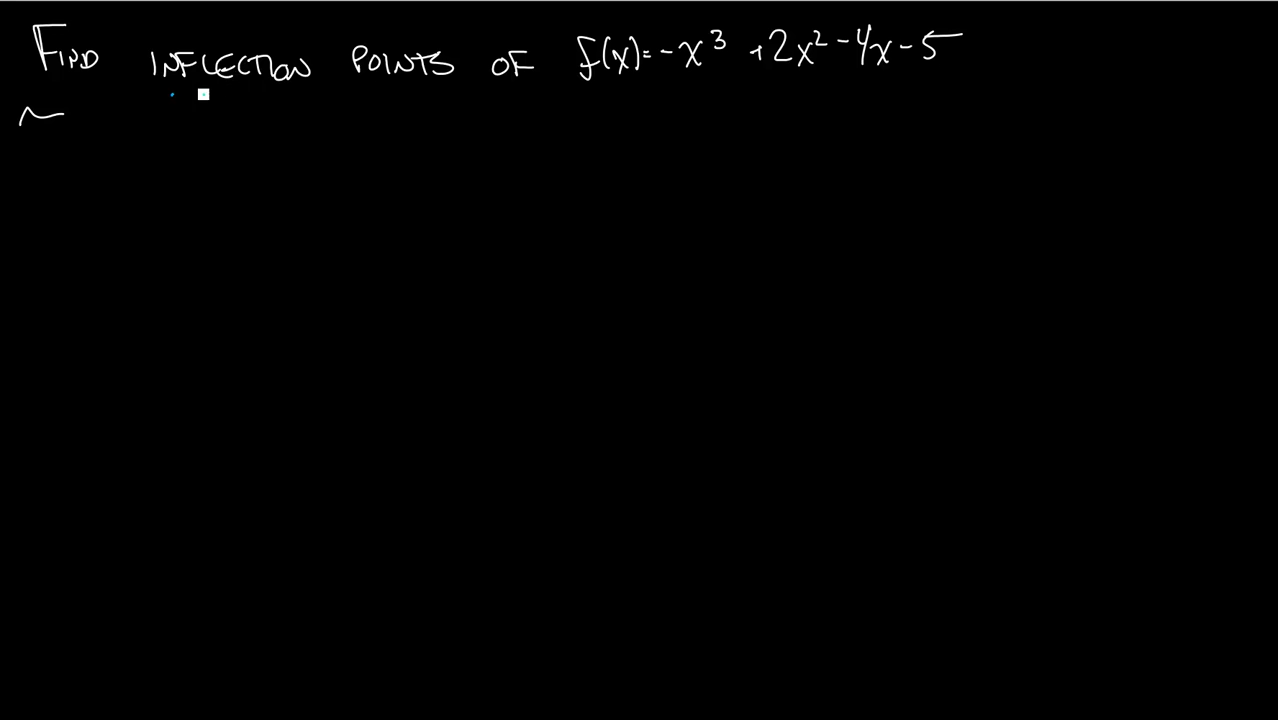 FIND INFLECTION POINTS OF f(x)=-x³ +2x²-4x-5